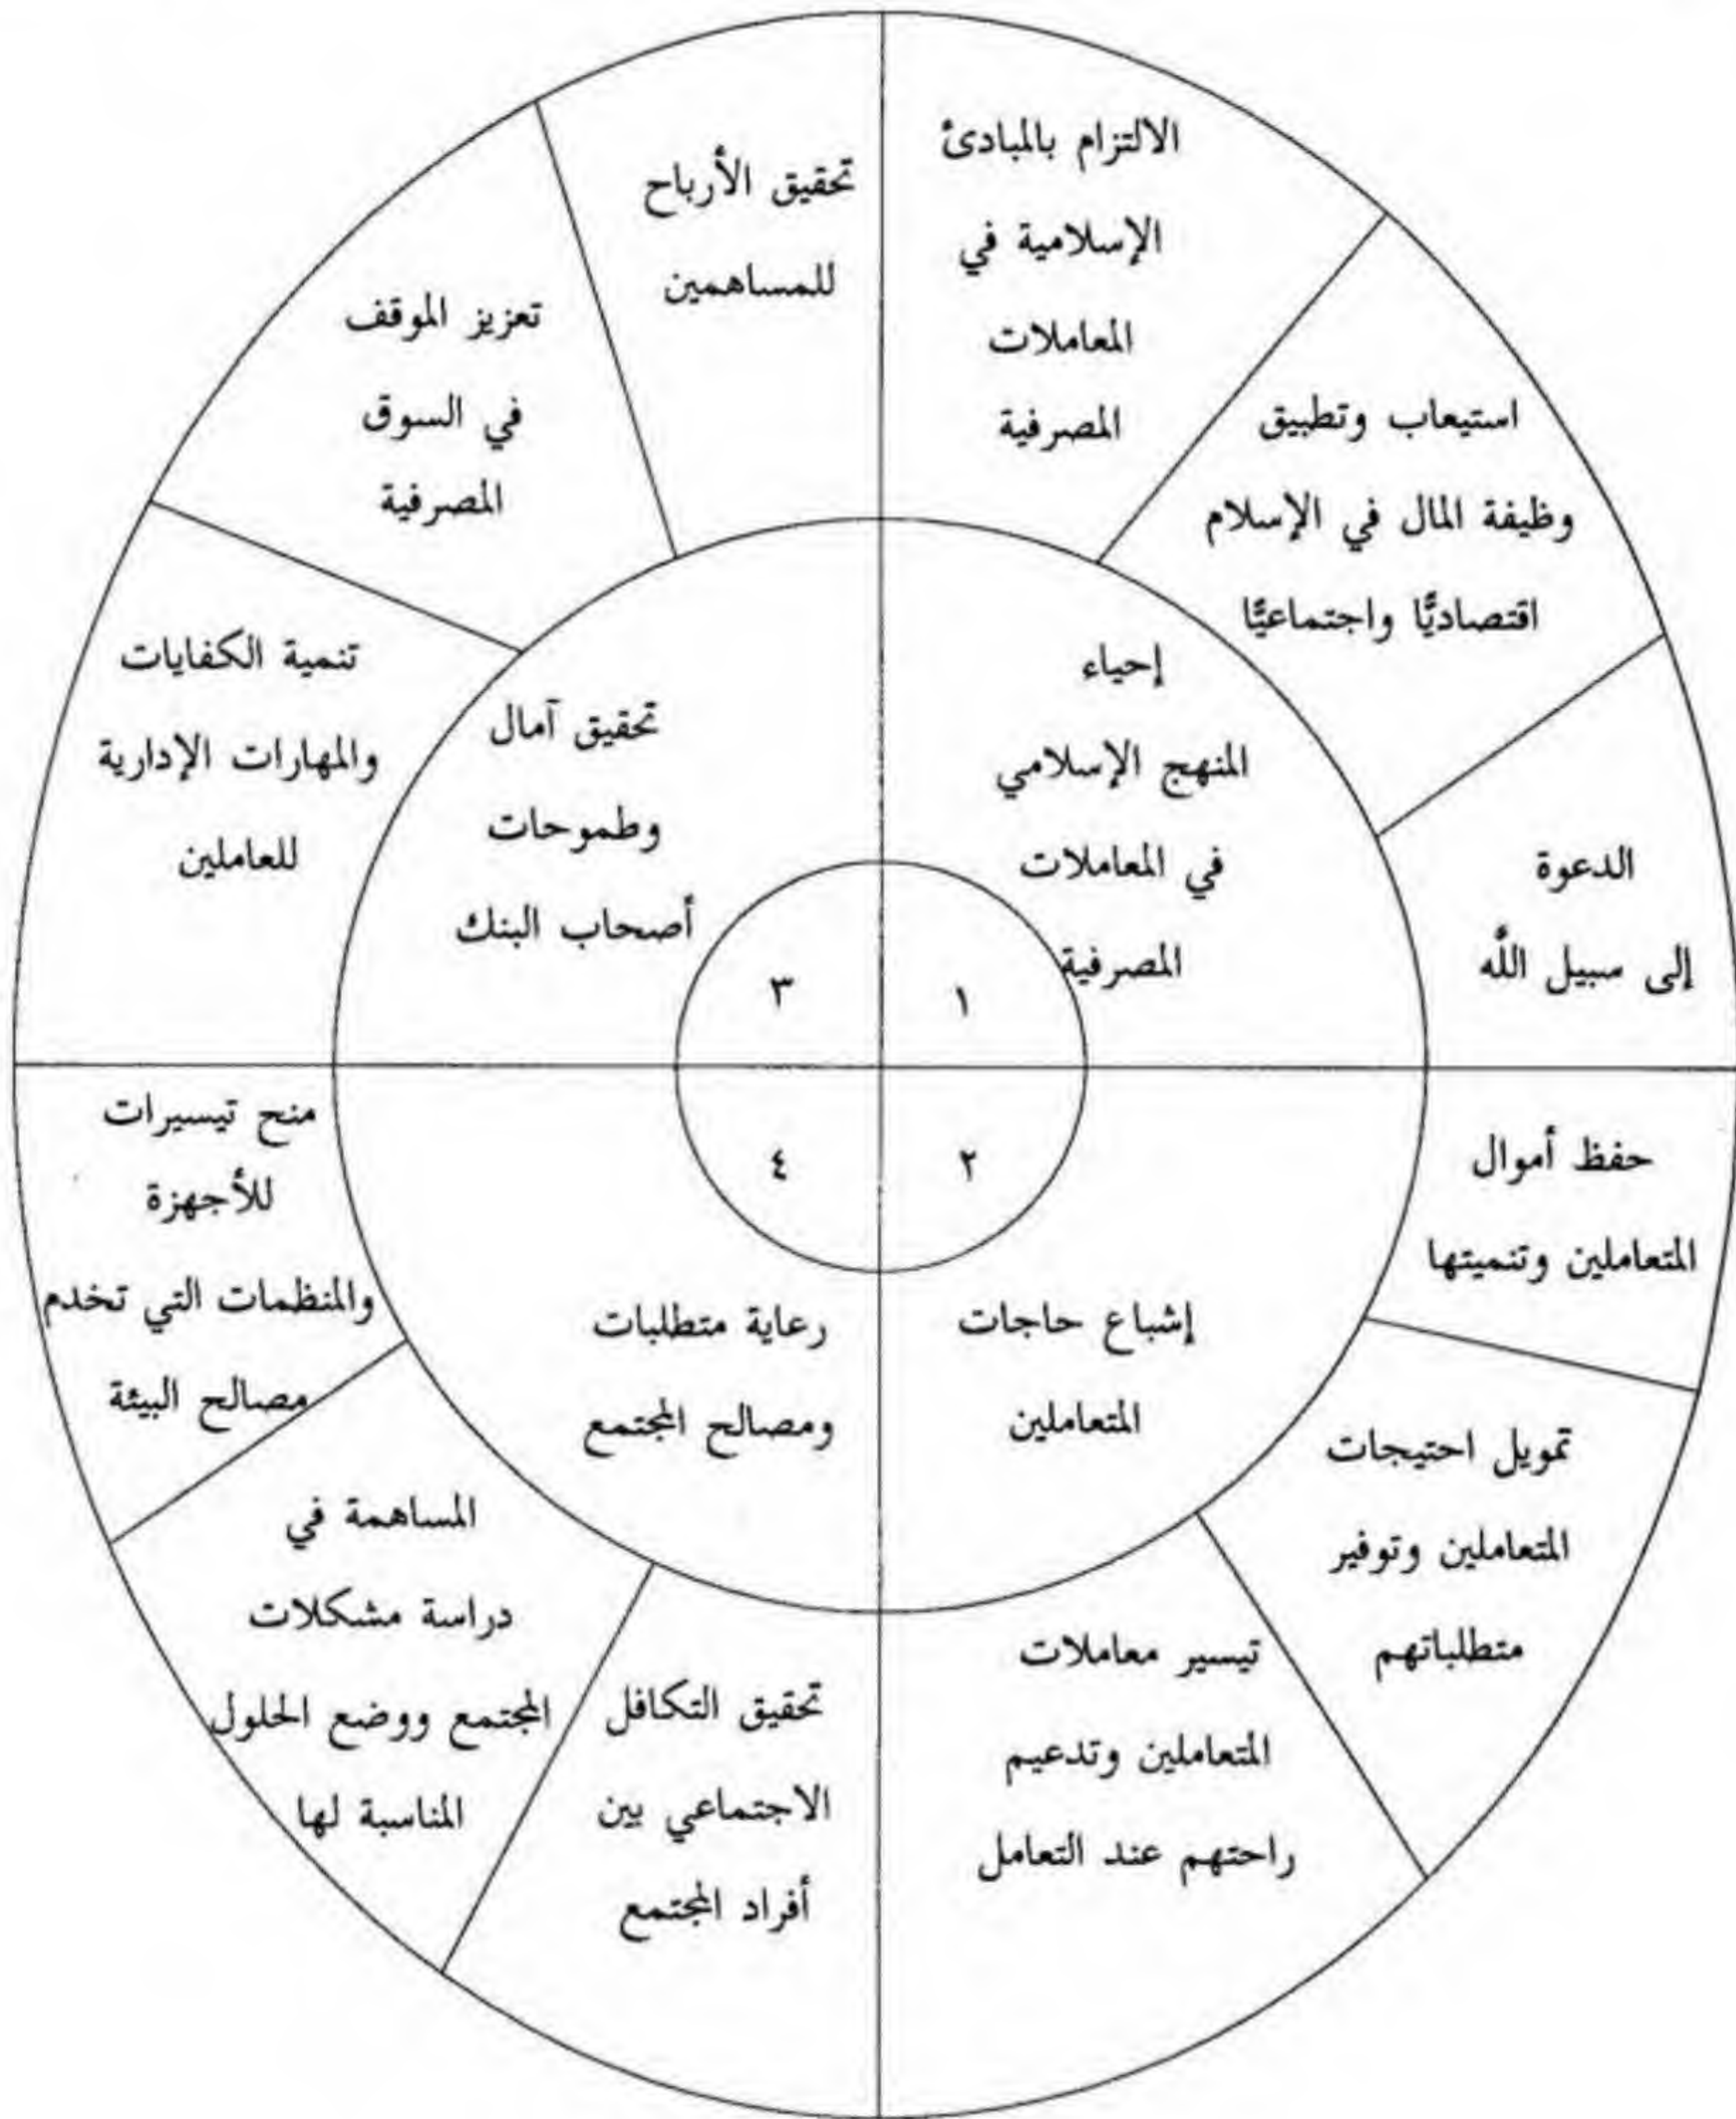 الالتزام بالمبادئ
الإسلامية في
المعاملات
المصرفية
استيعاب وتطبيق
وظيفة المال في الإسلام
اقتصاديًّا واجتماعيًّا
الدعوة
إلى سبيل اللَّه
إحياء
المنهج الإسلامي
في المعاملات
المصرفية
١
حفظ أموال
المتعاملين وتنميتها
تمويل احتيجات
المتعاملين وتوفير
متطلباتهم
تيسير معاملات
المتعاملين وتدعيم
راحتهم عند التعامل
إشباع حاجات
المتعاملين
٢
تحقيق الأرباح
للمساهمين
تعزيز الموقف
في السوق
المصرفية
تنمية الكفايات
والمهارات الإدارية
للعاملين
تحقيق آمال
وطموحات
أصحاب البنك
٣
منح تيسيرات
للأجهزة
والمنظمات التي تخدم
مصالح البيئة
المساهمة في
دراسة مشكلات
المجتمع ووضع الحلول
المناسبة لها
تحقيق التكافل
الاجتماعي بين
أفراد المجتمع
رعاية متطلبات
ومصالح المجتمع
٤